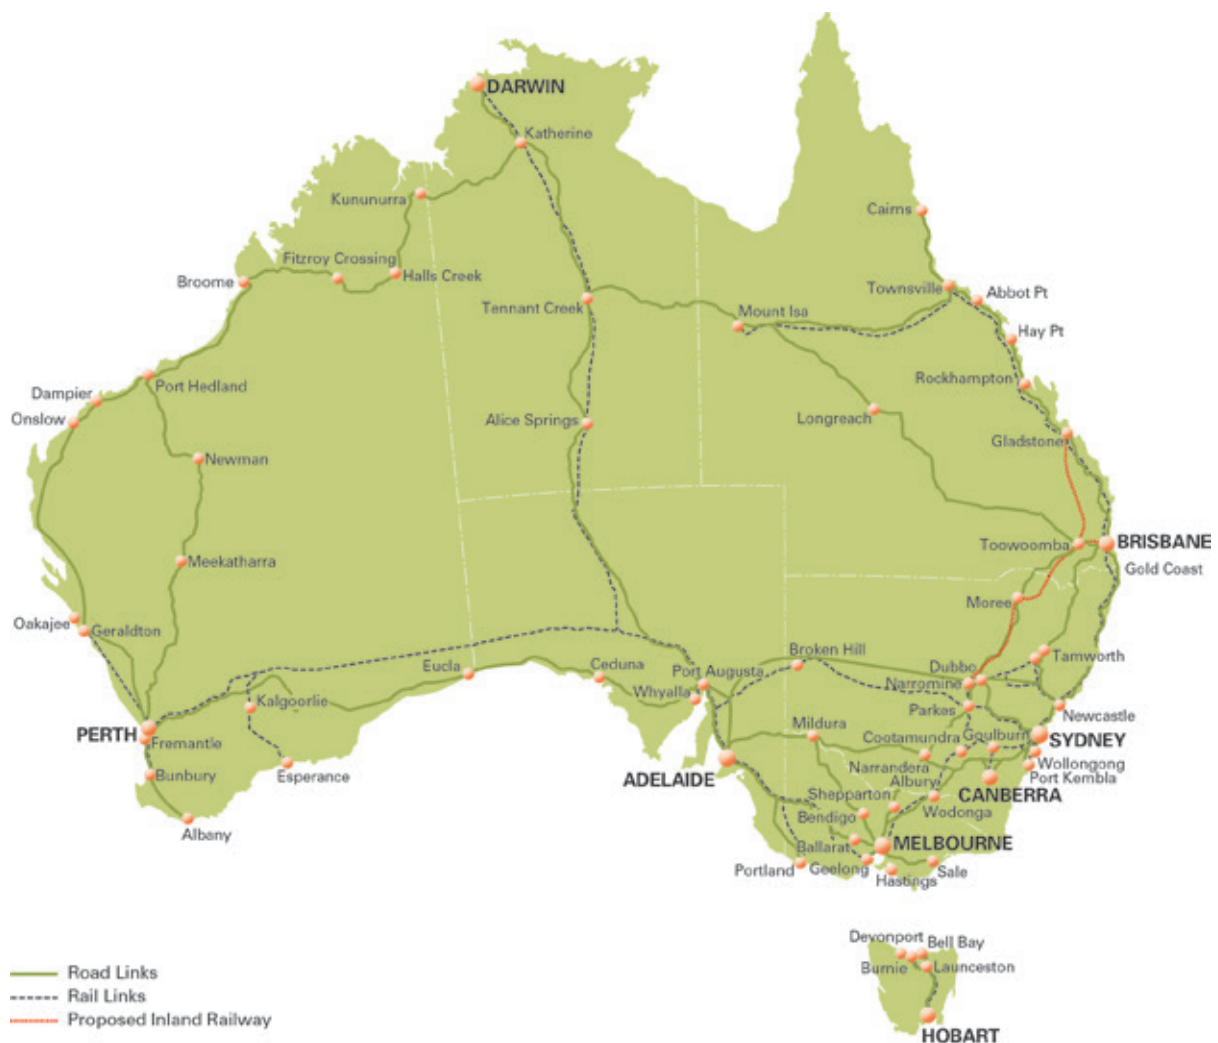 DARWIN
Katherine
Kununurra
Cairns
Fitzroy Crossing
Halls Creek
Broome
Townsville
Abbot Pt
Tennant Creek
Mount Isa
Hay Pt
Port Hedland
Rockhampton
Dampier
Onslow
Longreach
Alice Springs
Gladstone
Newman
Toowoomba
BRISBANE
Gold Coast
Meekatharra
Moree
Oakajee
Geraldton
Broken Hill
Tamworth
Eucla
Ceduna
Port Augusta
Dubbo
Narromine
Whyalla
Kalgoorlie
Parkes
Newcastle
Mildura
Cootamundra
Goulburn
PERTH
Fremantle
SYDNEY
Narrandera
Wollongong
Bunbury
Esperance
ADELAIDE
Albury
Port Kembla
Shepparton
CANBERRA
Bendigo
Wodonga
Albany
Ballarat
MELBOURNE
Portland
Geelong
Sale
Hastings
Devonport
Bell Bay
Burnie
Launceston
HOBART
Road Links
Rail Links
Proposed Inland Railway